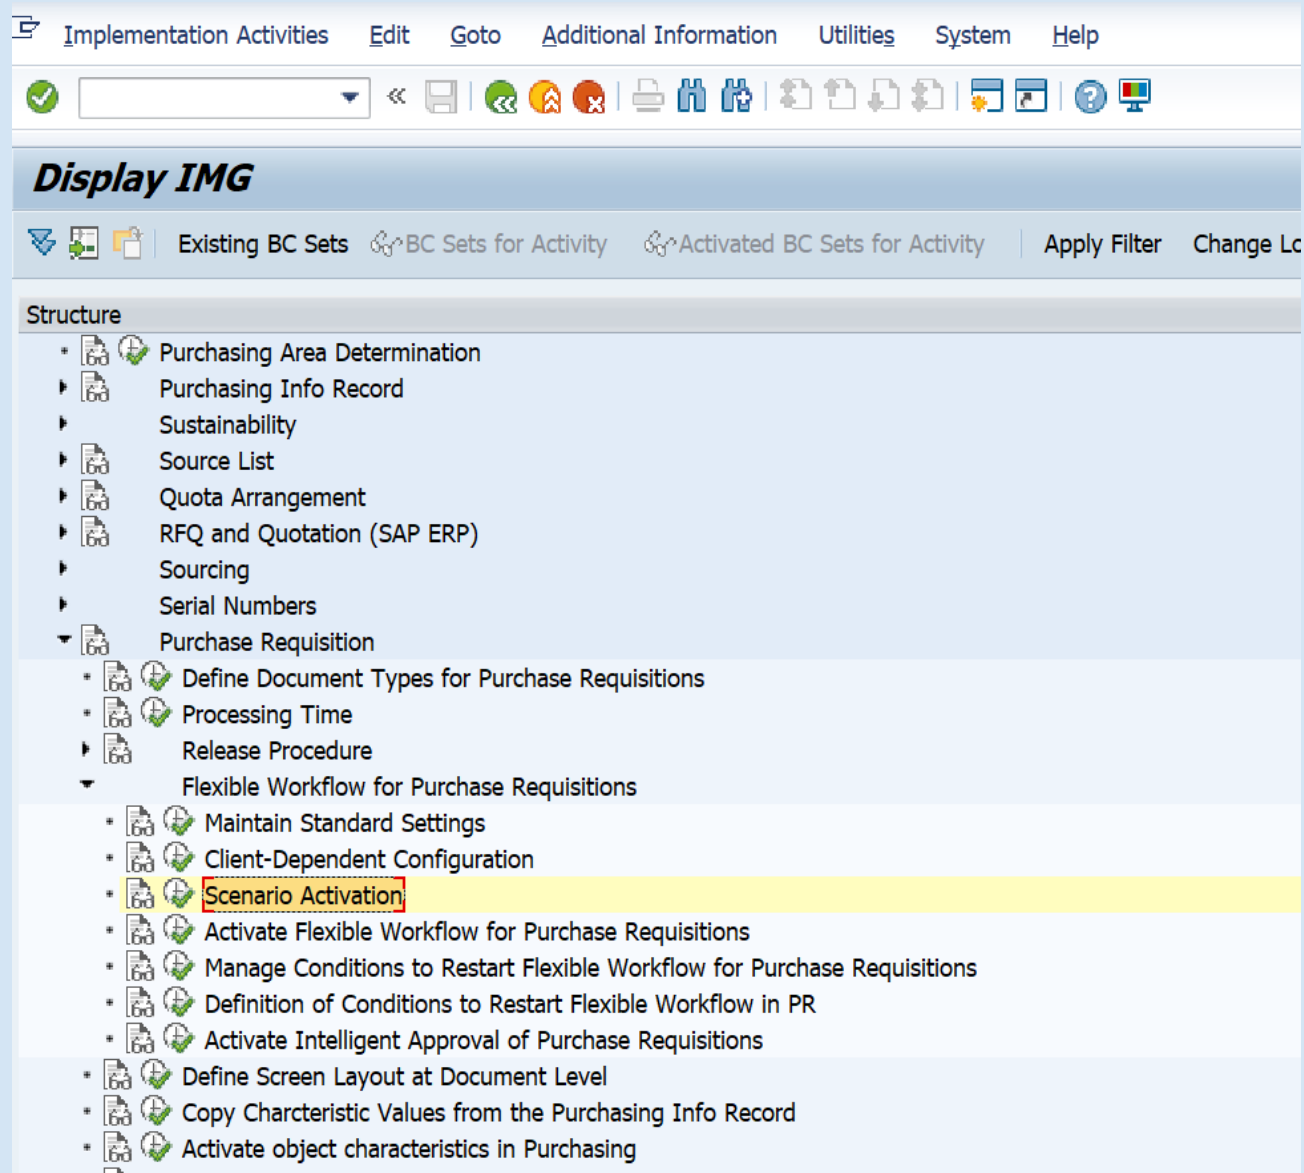 Implementation Activities Edit Goto Additional Information Utilities System Help
Display IMG
Existing BC Sets BC Sets for Activity Activated BC Sets for Activity Apply Filter Change Lo
Structure
Purchasing Area Determination
Purchasing Info Record
Sustainability
Source List
Quota Arrangement
RFQ and Quotation (SAP ERP)
Sourcing
Serial Numbers
Purchase Requisition
Define Document Types for Purchase Requisitions
Processing Time
Release Procedure
Flexible Workflow for Purchase Requisitions
Maintain Standard Settings
Client-Dependent Configuration
Scenario Activation
Activate Flexible Workflow for Purchase Requisitions
Manage Conditions to Restart Flexible Workflow for Purchase Requisitions
Definition of Conditions to Restart Flexible Workflow in PR
Activate Intelligent Approval of Purchase Requisitions
Define Screen Layout at Document Level
Copy Charcteristic Values from the Purchasing Info Record
Activate object characteristics in Purchasing